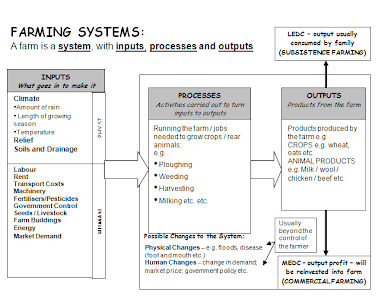 FARMING SYSTEMS:
A farm is a system, with inputs, processes and outputs
LEDC – output usually
consumed by family
(SUBSISTENCE FARMING)
INPUTS
What goes in to make it
Climate
•Amount of rain
• Length of growing
season
•Temperature
Relief
Soils and Drainage
Labour
Rent
Transport Costs
Machinery
Fertilisers/Pesticides
Government Control
Seeds / Livestock
Farm Buildings
Energy
Market Demand
PROCESSES
Activities carried out to turn
inputs to outputs
Running the farm / jobs
needed to grow crops / rear
animals:
e.g.
• Ploughing
• Weeding
• Harvesting
• Milking etc. etc.
OUTPUTS
Products from the farm
Products produced by
the farm e.g.
CROPS e.g. wheat,
oats etc.
ANIMAL PRODUCTS
e.g. Milk / wool /
chicken / beef etc.
Possible Changes to the System:
Physical Changes – e.g. floods, disease
(foot and mouth etc.)
Human Changes – change in demand;
market price; government policy etc.
Usually
beyond the
control of the
farmer
MEDC – output profit – will
be reinvested into farm
(COMMERCIAL FARMING)